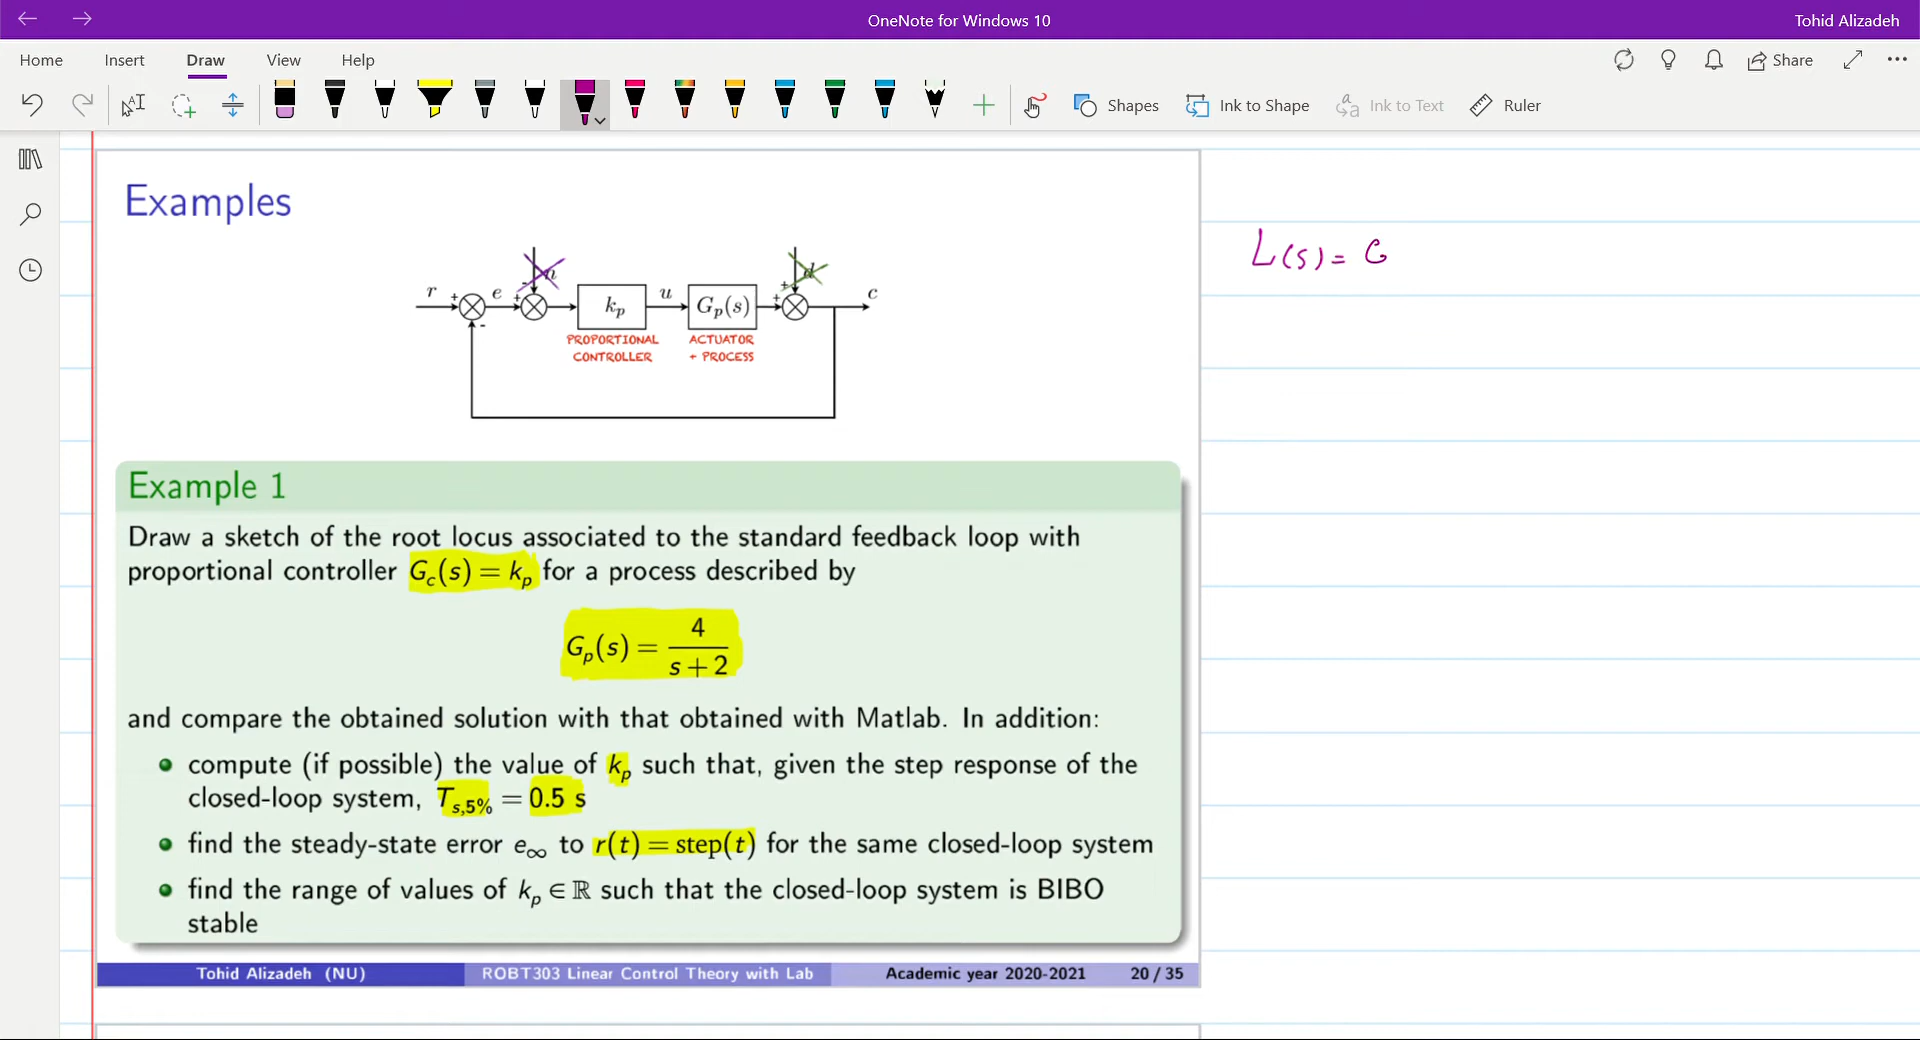 OneNote for Windows 10
Tohid Alizadeh
Home Insert Draw View Help
Share
Shapes Ink to Shape Ink to Text Ruler
Examples
L(s) = G
n
d
r + e + u + + c
- -
k_p
G_p(s)
PROPORTIONAL CONTROLLER
ACTUATOR + PROCESS
Example 1
Draw a sketch of the root locus associated to the standard feedback loop with
proportional controller G_c(s) = k_p for a process described by
G_p(s) = 4 / (s + 2)
and compare the obtained solution with that obtained with Matlab. In addition:
compute (if possible) the value of k_p such that, given the step response of the
closed-loop system, T_{s,5%} = 0.5 s
find the steady-state error e_∞ to r(t) = step(t) for the same closed-loop system
find the range of values of k_p ∈ ℝ such that the closed-loop system is BIBO
stable
Tohid Alizadeh (NU) ROBT303 Linear Control Theory with Lab Academic year 2020-2021 20 / 35